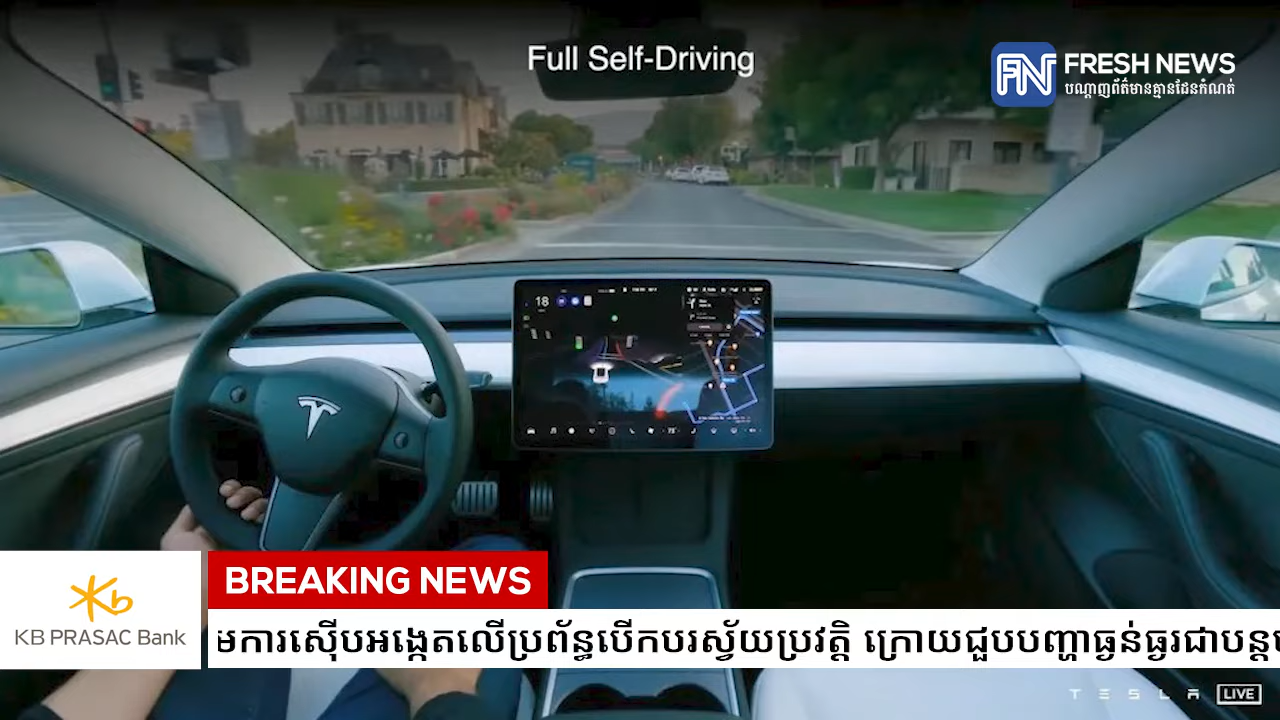 Full Self-Driving
FRESH NEWS
បណ្តាញព័ត៌មានគ្មានដែនកំណត់
18
BREAKING NEWS
KB PRASAC Bank
មការស៊ើបអង្កេតលើប្រព័ន្ធបើកបរស្វ័យប្រវត្តិ ក្រោយជួបបញ្ហាធ្ងន់ធ្ងរជាបន្ត
TESLA LIVE